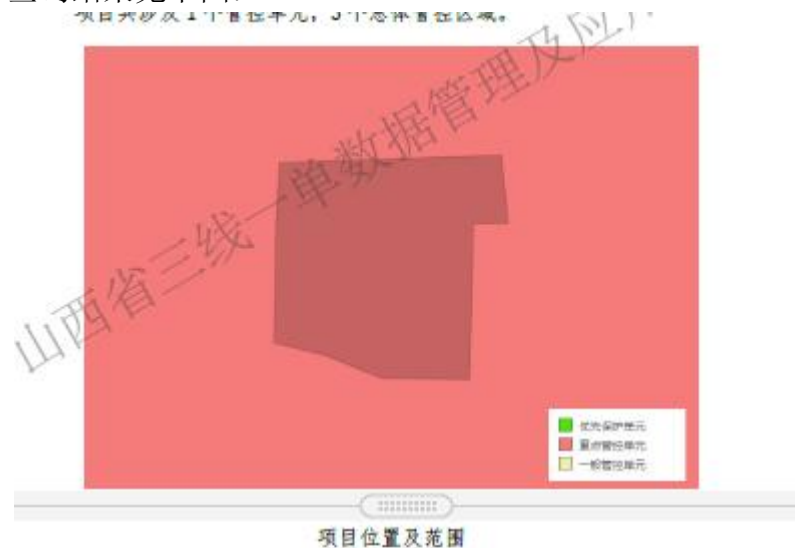 项目共涉及1个管控单元，3个总体管控区域。
山西省三线一单数据管理及应用
优先保护单元
重点管控单元
一般管控单元
项目位置及范围